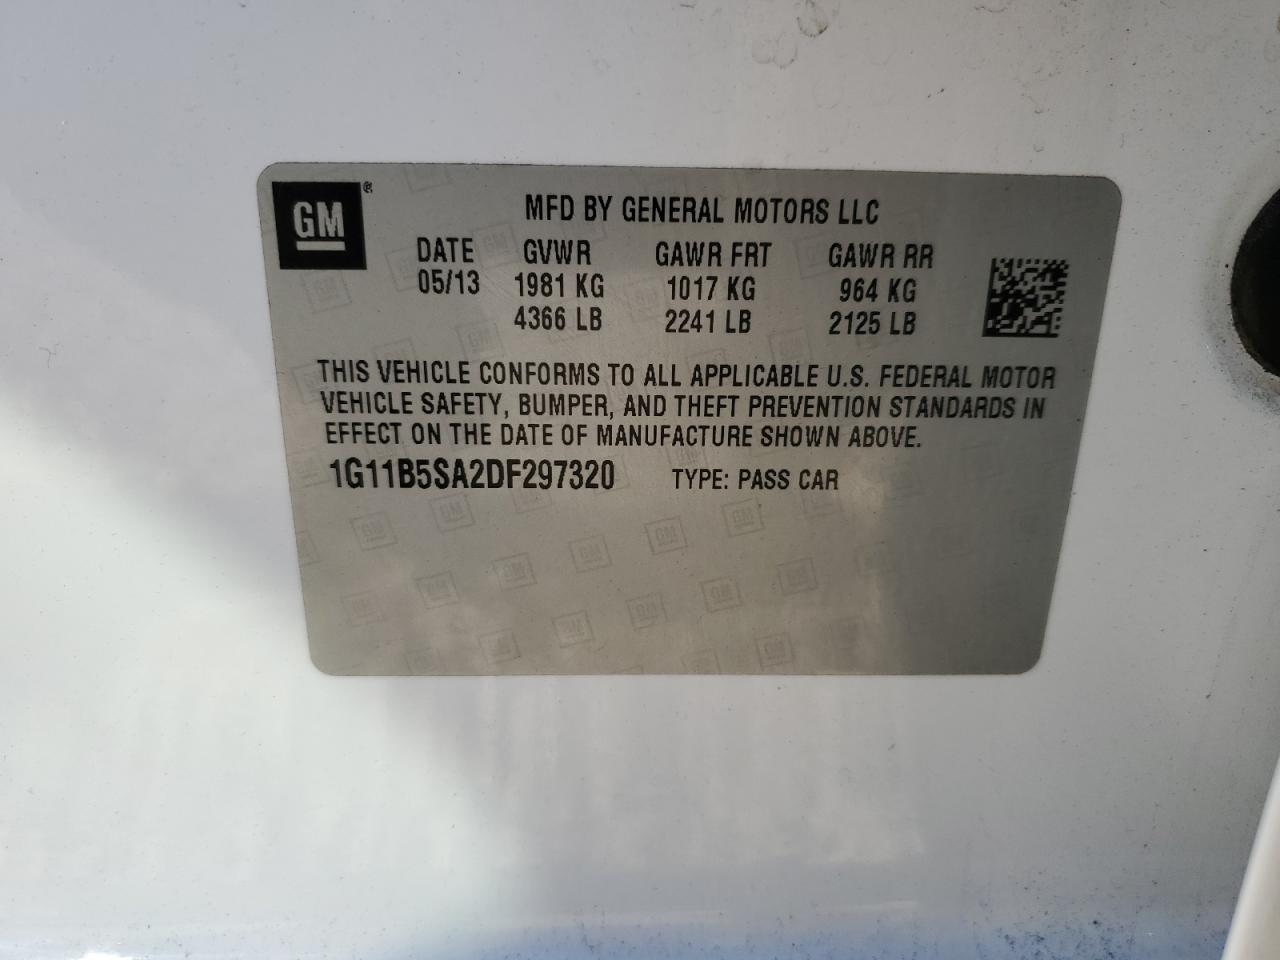 GM®
MFD BY GENERAL MOTORS LLC
DATE GVWR GAWR FRT GAWR RR
05/13 1981 KG 1017 KG 964 KG
4366 LB 2241 LB 2125 LB
THIS VEHICLE CONFORMS TO ALL APPLICABLE U.S. FEDERAL MOTOR
VEHICLE SAFETY, BUMPER, AND THEFT PREVENTION STANDARDS IN
EFFECT ON THE DATE OF MANUFACTURE SHOWN ABOVE.
1G11B5SA2DF297320 TYPE: PASS CAR